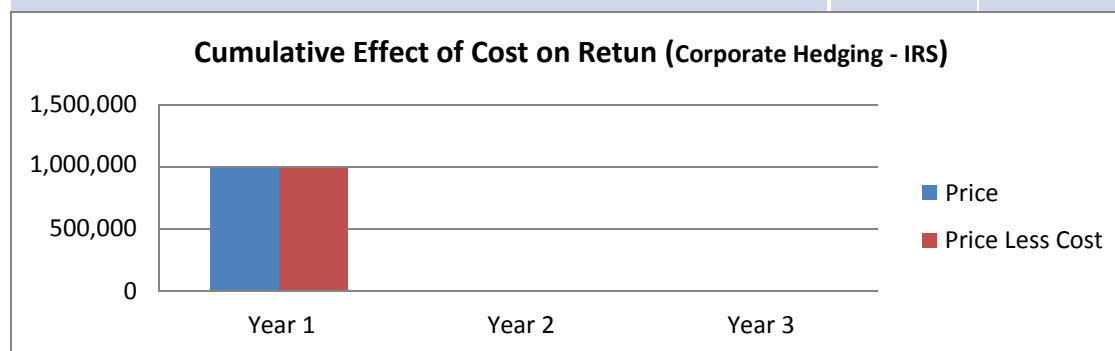 Cumulative Effect of Cost on Retun (Corporate Hedging - IRS)
1,500,000
1,000,000
500,000
0
Year 1 Year 2 Year 3
Price
Price Less Cost